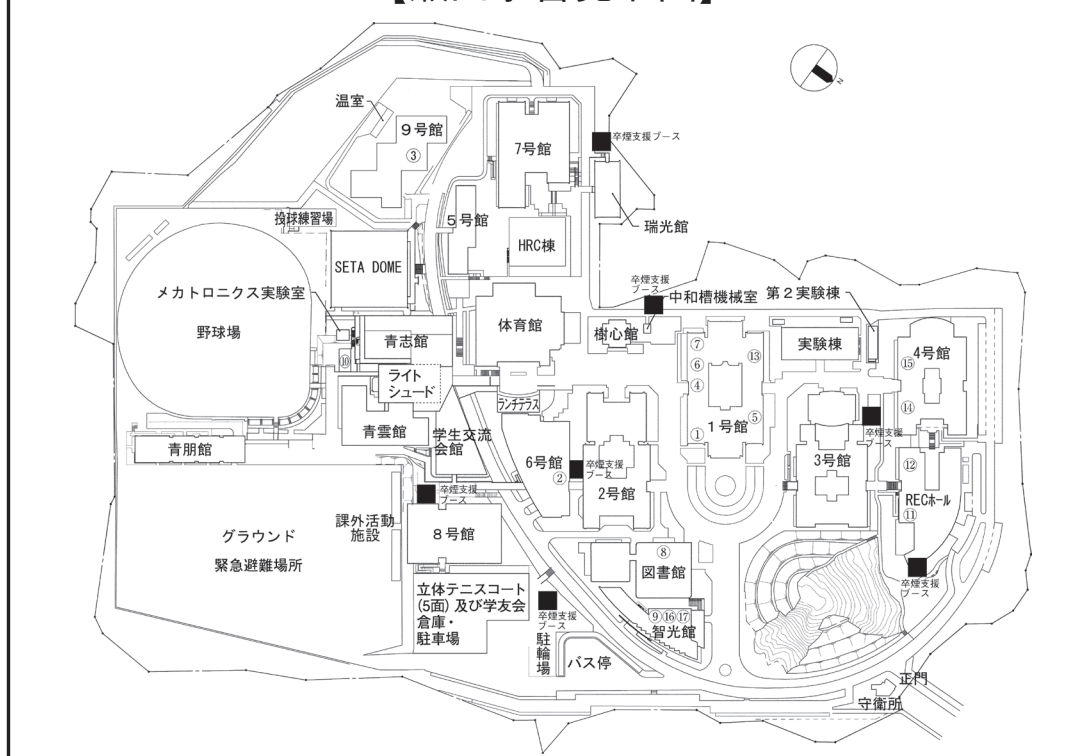 N
温室
9号館
③
7号館
卒煙支援ブース
5号館
瑞光館
投球練習場
HRC棟
SETA DOME
卒煙支援
ブース
メカトロニクス実験室
中和槽機械室
第2実験棟
野球場
青志館
体育館
樹心館
⑦
⑬
実験棟
4号館
⑮
⑩
⑥
ライト
シュード
④
ランチテラス
⑭
⑤
青雲館
学生交流
会館
①
1号館
卒煙支援
ブース
青朋館
6号館
②
卒煙支援
ブース
2号館
3号館
⑫
RECホール
⑪
卒煙支援
ブース
課外活動
施設
8号館
グラウンド
緊急避難場所
⑧
図書館
卒煙支援
ブース
立体テニスコート
(5面)及び学友会
倉庫・
駐車場
卒煙支援
ブース
⑨⑯⑰
智光館
駐輪場
バス停
正門
守衛所